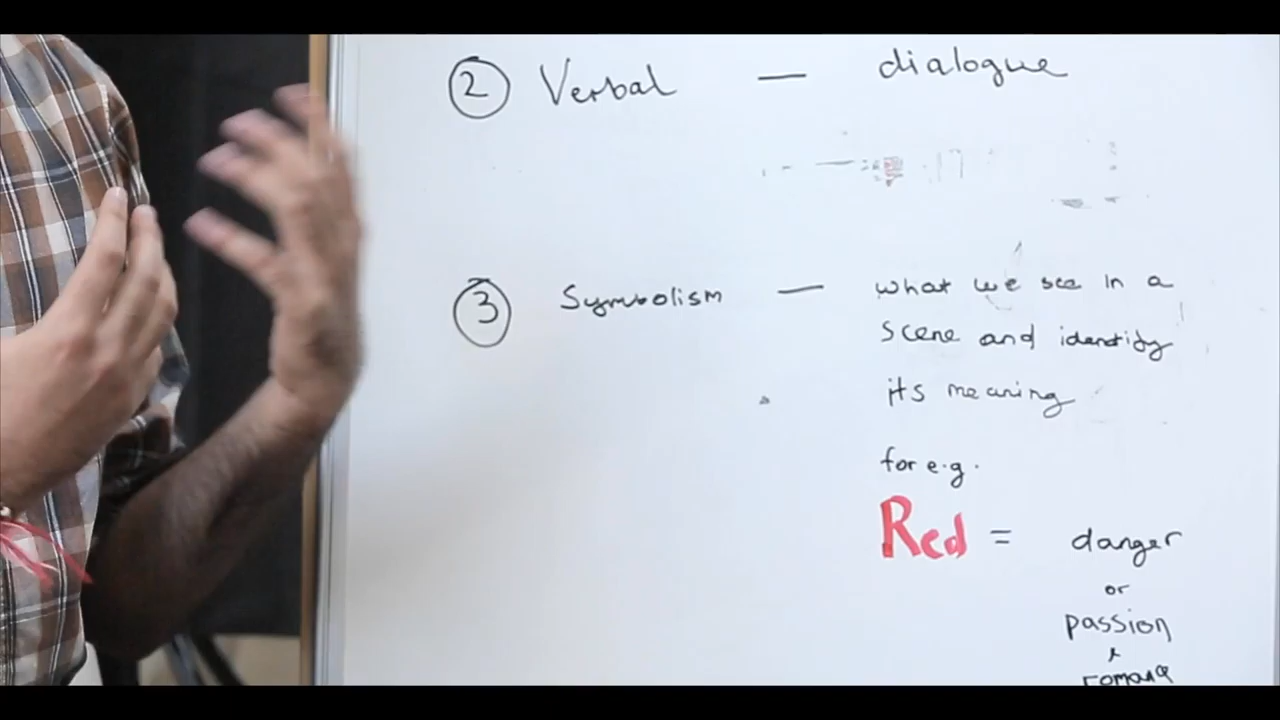 ② Verbal — dialogue
③ Symbolism — what we see in a
scene and identify
its meaning
for e.g.
Red = danger
or
passion